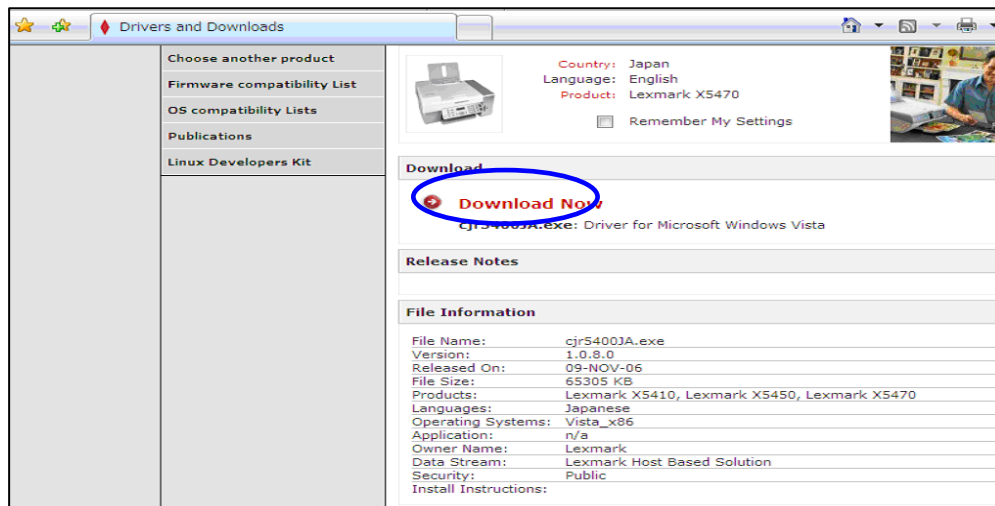 Drivers and Downloads
Choose another product
Firmware compatibility List
OS compatibility Lists
Publications
Linux Developers Kit
Country: Japan
Language: English
Product: Lexmark X5470
Remember My Settings
Download
Download Now
cjr5400JA.exe: Driver for Microsoft Windows Vista
Release Notes
File Information
File Name: cjr5400JA.exe
Version: 1.0.8.0
Released On: 09-NOV-06
File Size: 65305 KB
Products: Lexmark X5410, Lexmark X5450, Lexmark X5470
Languages: Japanese
Operating Systems: Vista_x86
Application: n/a
Owner Name: Lexmark
Data Stream: Lexmark Host Based Solution
Security: Public
Install Instructions: